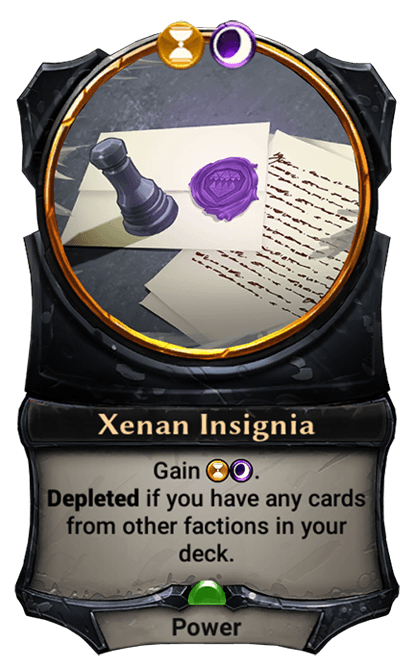 Xenan Insignia
Gain .
Depleted if you have any cards
from other factions in your
deck.
Power